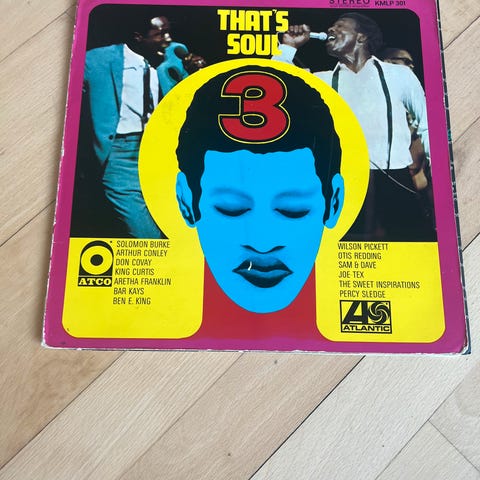 STEREO KMLP 301
THAT'S
SOUL
3
SOLOMON BURKE
ARTHUR CONLEY
DON COVAY
KING CURTIS
ARETHA FRANKLIN
BAR KAYS
BEN E. KING
ATCO
WILSON PICKETT
OTIS REDDING
SAM & DAVE
JOE TEX
THE SWEET INSPIRATIONS
PERCY SLEDGE
ATLANTIC